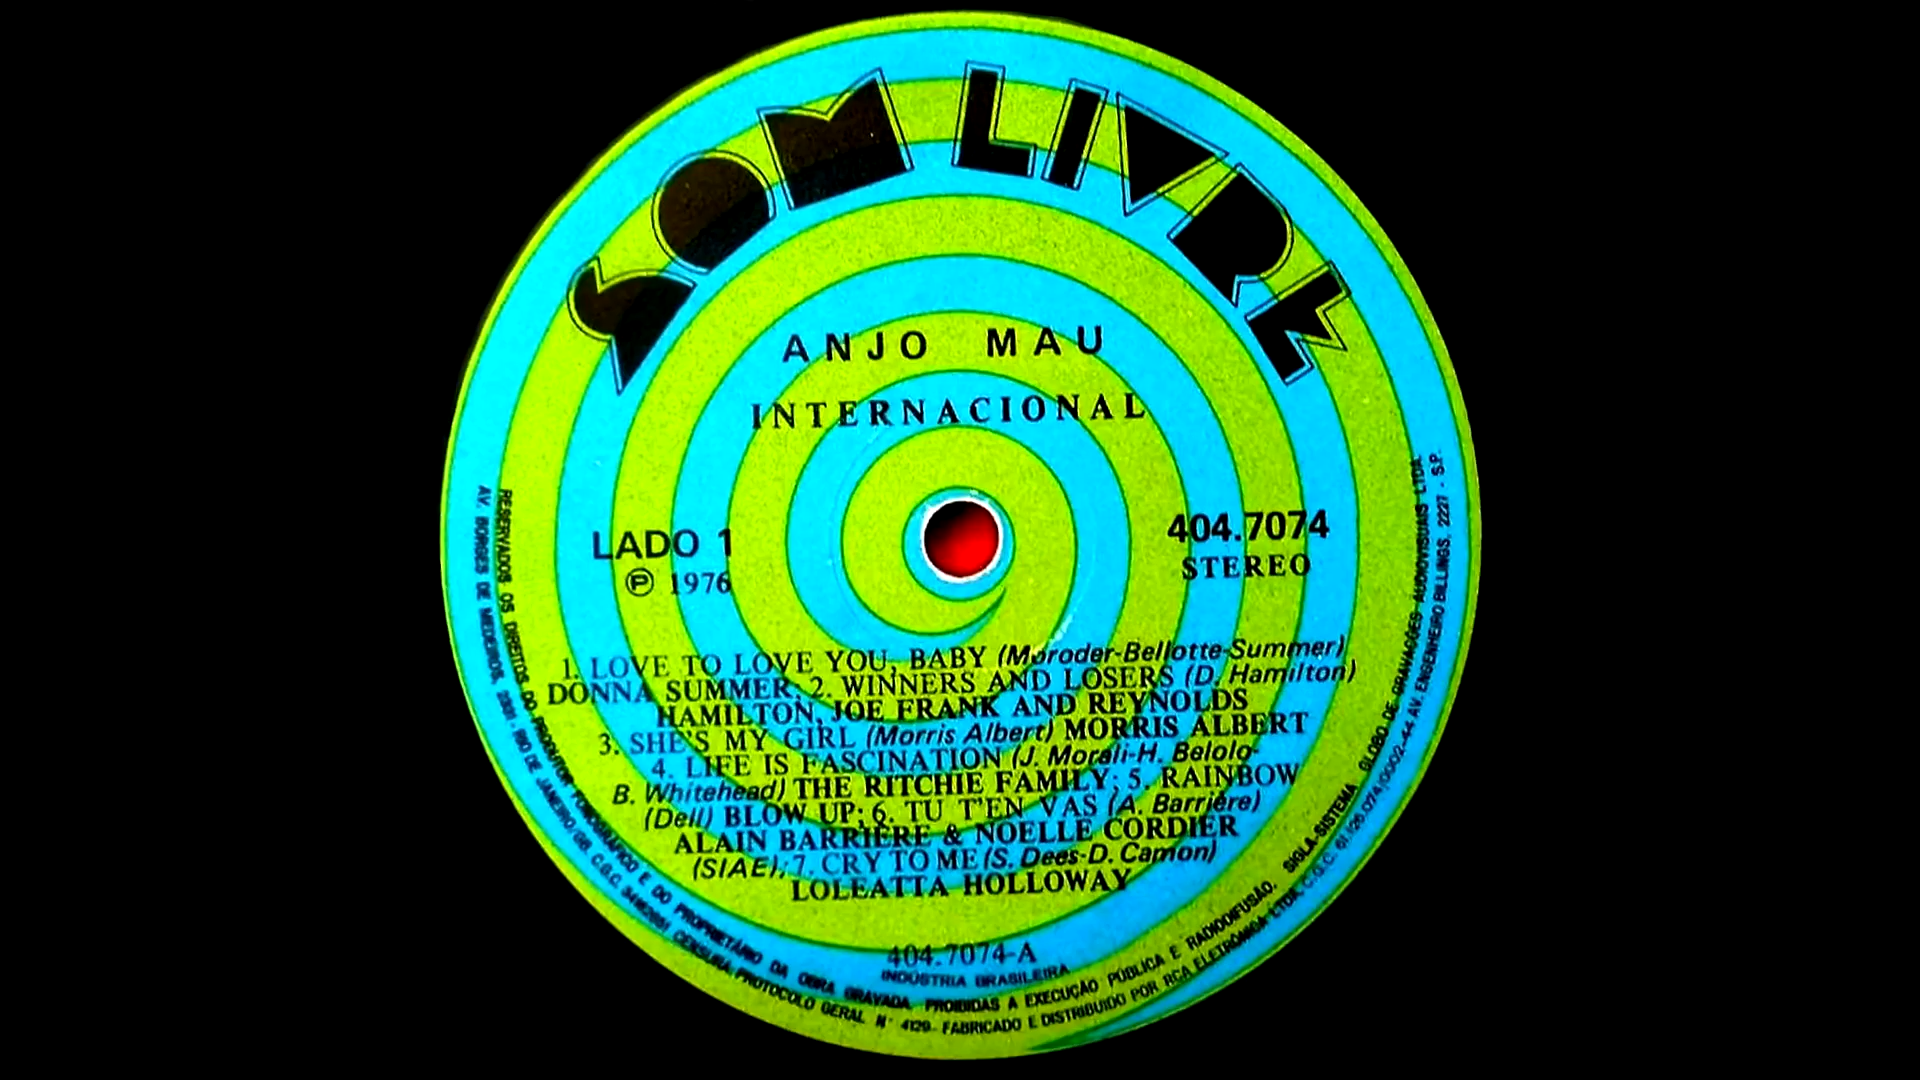 SOM LIVRE
ANJO MAU
INTERNACIONAL
LADO 1
℗ 1976
404.7074
STEREO
1. LOVE TO LOVE YOU, BABY (Moroder-Bellotte-Summer)
DONNA SUMMER; 2. WINNERS AND LOSERS (D. Hamilton)
HAMILTON, JOE FRANK AND REYNOLDS
3. SHE'S MY GIRL (Morris Albert) MORRIS ALBERT
4. LIFE IS FASCINATION (J. Morali-H. Belolo-
B. Whitehead) THE RITCHIE FAMILY; 5. RAINBOW
(Dell) BLOW UP; 6. TU T'EN VAS (A. Barrière)
ALAIN BARRIÈRE & NOELLE CORDIER
(SIAE); 7. CRY TO ME (S. Dees-D. Camon)
LOLEATTA HOLLOWAY
404.7074-A
INDÚSTRIA BRASILEIRA
RESERVADOS OS DIREITOS DO PRODUTOR FONOGRÁFICO E DO PROPRIETÁRIO DA OBRA GRAVADA. PROIBIDAS A EXECUÇÃO PÚBLICA E RADIODIFUSÃO. SIGLA-SISTEMA GLOBO DE GRAVAÇÕES AUDIOVISUAIS LTDA.
AV. BORGES DE MEDEIROS, RIO DE JANEIRO/GB. C.G.C. CENSURA PROTOCOLO GERAL Nº 4129 - FABRICADO E DISTRIBUIDO POR RCA ELETRÔNICA LTDA. C.G.C. AV. ENGENHEIRO BILLINGS, 2227 - S.P.